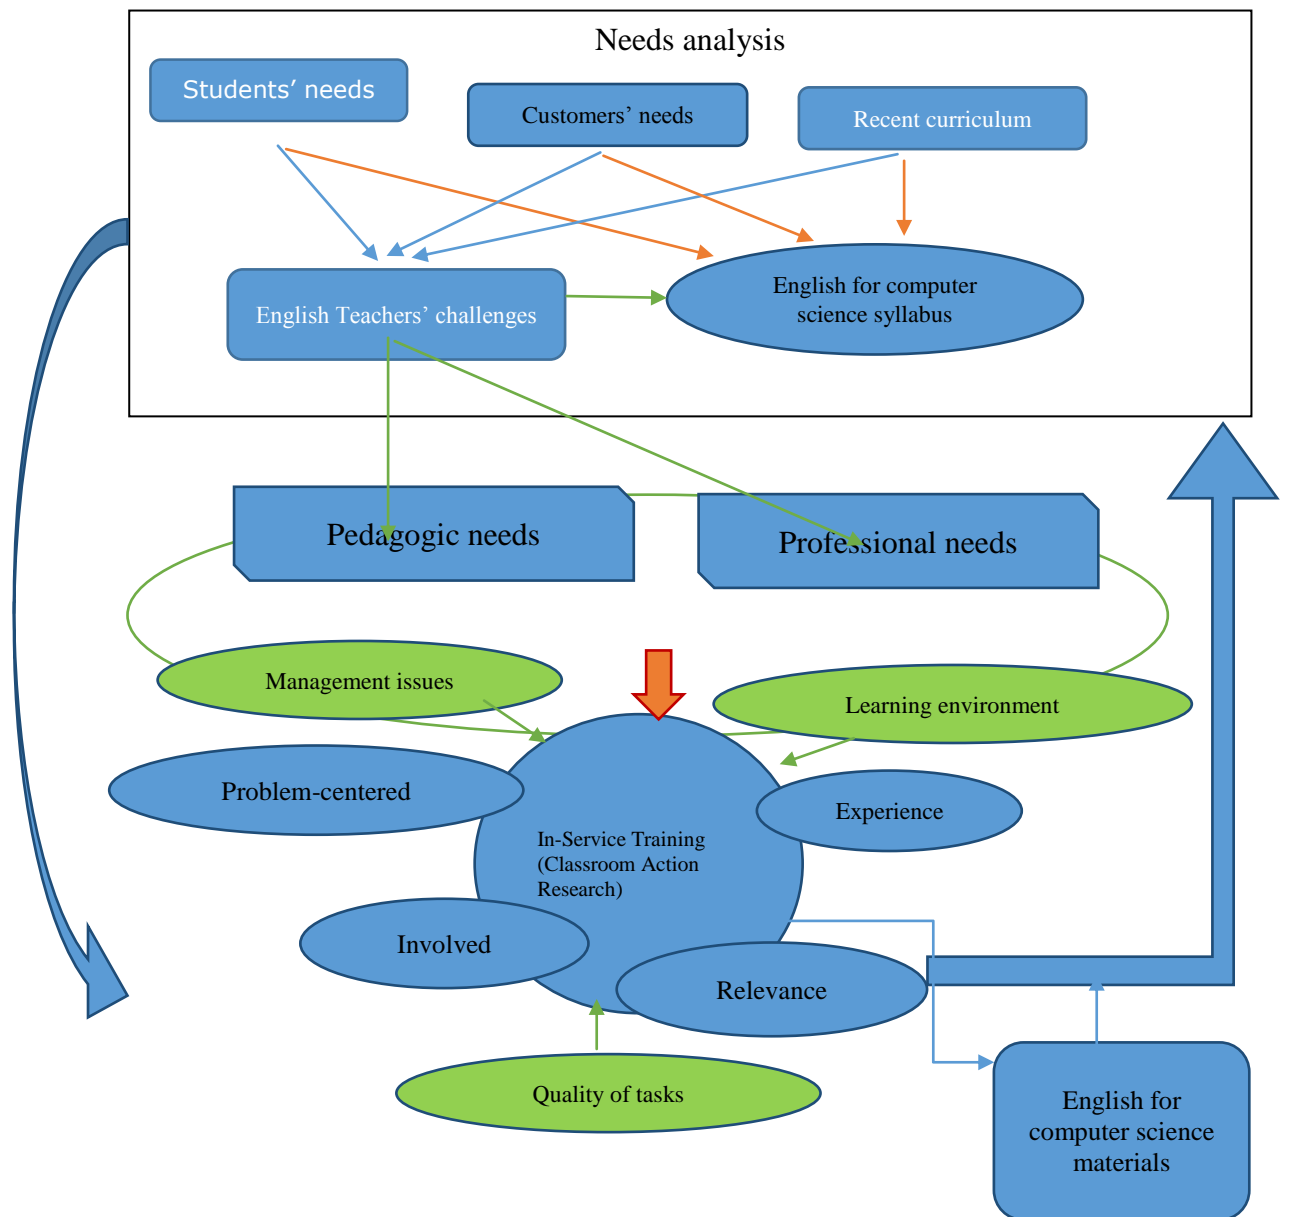 Needs analysis
Students’ needs
Customers’ needs
Recent curriculum
English Teachers’ challenges
English for computer
science syllabus
Pedagogic needs
Professional needs
Management issues
Learning environment
Problem-centered
Experience
In-Service Training
(Classroom Action
Research)
Involved
Relevance
Quality of tasks
English for
computer science
materials